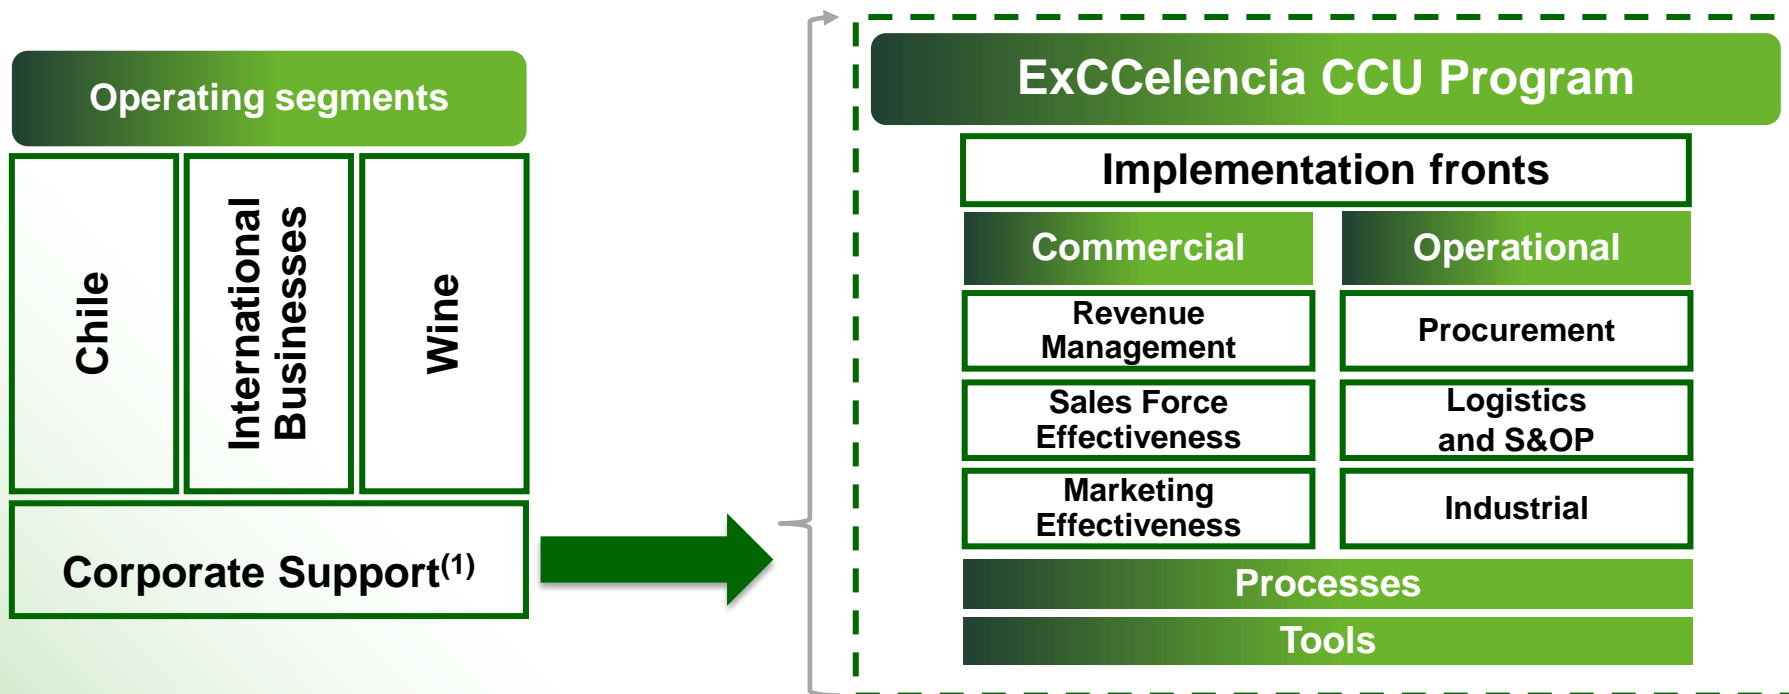 Operating segments
Chile
International
Businesses
Wine
Corporate Support(1)
ExCCelencia CCU Program
Implementation fronts
Commercial
Operational
Revenue
Management
Procurement
Sales Force
Effectiveness
Logistics
and S&OP
Marketing
Effectiveness
Industrial
Processes
Tools